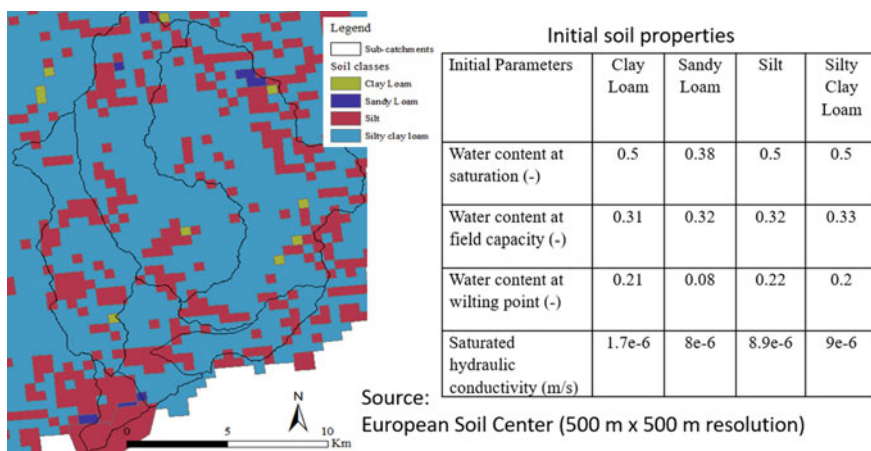 Legend
Sub-catchments
Soil classes
Clay Loam
Sandy Loam
Silt
Silty clay loam
N
0 5 10
Km
Initial soil properties
Initial Parameters Clay Loam Sandy Loam Silt Silty Clay Loam
Water content at saturation (-) 0.5 0.38 0.5 0.5
Water content at field capacity (-) 0.31 0.32 0.32 0.33
Water content at wilting point (-) 0.21 0.08 0.22 0.2
Saturated hydraulic conductivity (m/s) 1.7e-6 8e-6 8.9e-6 9e-6
Source:
European Soil Center (500 m x 500 m resolution)